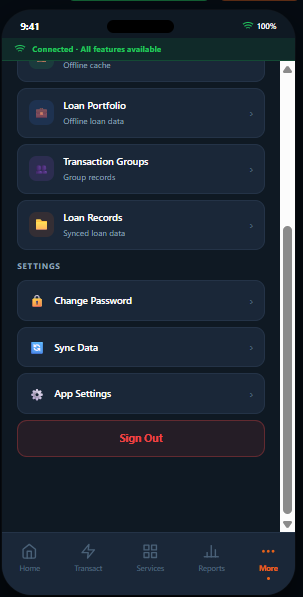 9:41
100%
Connected · All features available
Offline cache
Loan Portfolio
Offline loan data
Transaction Groups
Group records
Loan Records
Synced loan data
SETTINGS
Change Password
Sync Data
App Settings
Sign Out
Home
Transact
Services
Reports
More